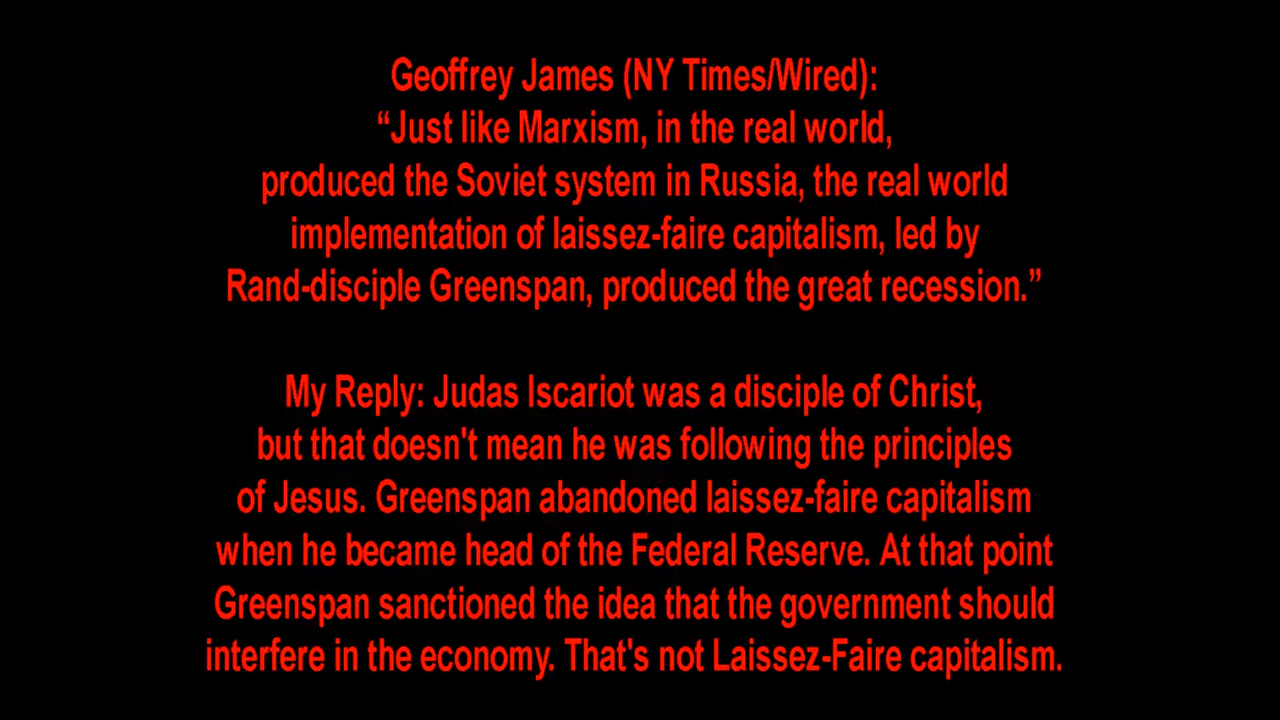 Geoffrey James (NY Times/Wired):
“Just like Marxism, in the real world,
produced the Soviet system in Russia, the real world
implementation of laissez-faire capitalism, led by
Rand-disciple Greenspan, produced the great recession.”
My Reply: Judas Iscariot was a disciple of Christ,
but that doesn't mean he was following the principles
of Jesus. Greenspan abandoned laissez-faire capitalism
when he became head of the Federal Reserve. At that point
Greenspan sanctioned the idea that the government should
interfere in the economy. That's not Laissez-Faire capitalism.